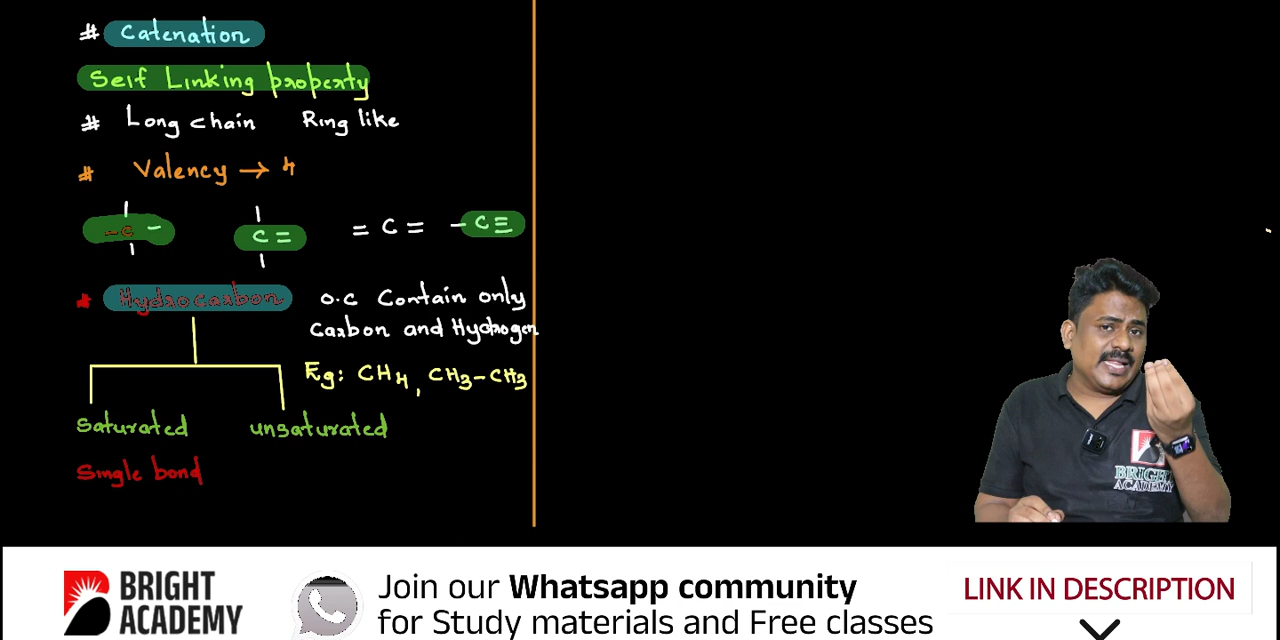 # Catenation
Self Linking property
# Long chain Ring like
# Valency → 4
-C- C= =C= -C≡
* Hydrocarbon O.C Contain only
Carbon and Hydrogen
Eg: CH4, CH3-CH3
saturated unsaturated
Single bond
BRIGHT
ACADEMY
BRIGHT
ACADEMY
Join our Whatsapp community
for Study materials and Free classes
LINK IN DESCRIPTION